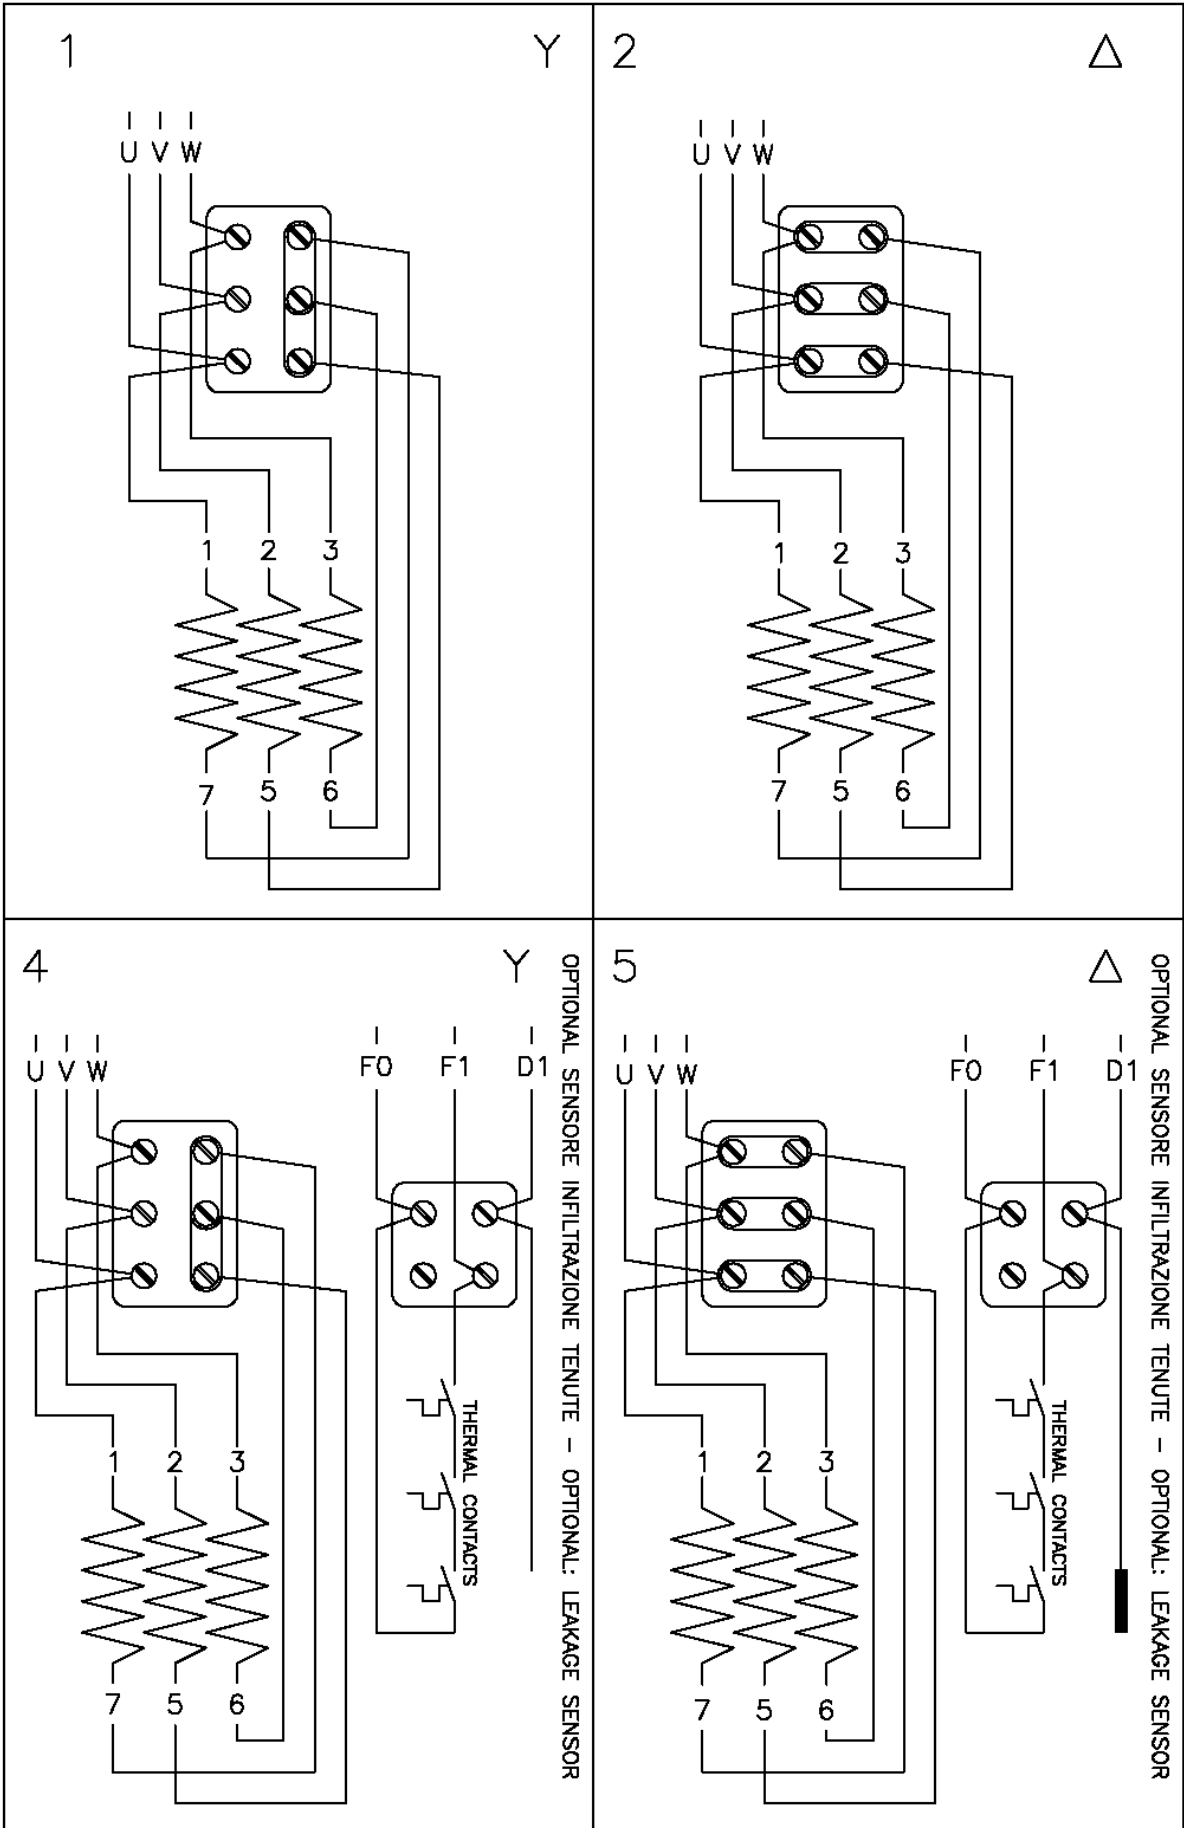 1 Y
U V W
1 2 3
7 5 6
2 Δ
U V W
1 2 3
7 5 6
4 Y
U V W
F0 F1 D1
1 2 3
7 5 6
THERMAL CONTACTS
OPTIONAL SENSORE INFILTRAZIONE TENUTE - OPTIONAL: LEAKAGE SENSOR
5 Δ
U V W
F0 F1 D1
1 2 3
7 5 6
THERMAL CONTACTS
OPTIONAL SENSORE INFILTRAZIONE TENUTE - OPTIONAL: LEAKAGE SENSOR